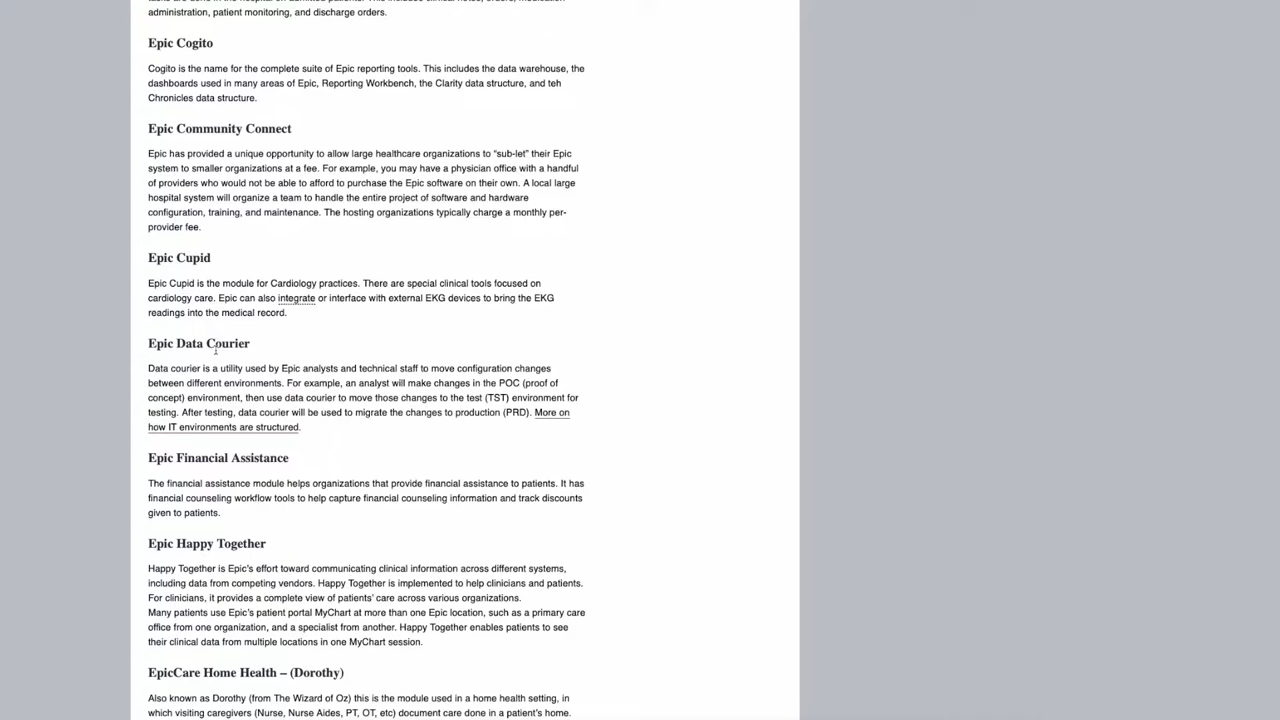 tasks are done in the hospital on admitted patients. This includes clinical notes, orders, medication
administration, patient monitoring, and discharge orders.
Epic Cogito
Cogito is the name for the complete suite of Epic reporting tools. This includes the data warehouse, the
dashboards used in many areas of Epic, Reporting Workbench, the Clarity data structure, and teh
Chronicles data structure.
Epic Community Connect
Epic has provided a unique opportunity to allow large healthcare organizations to “sub-let” their Epic
system to smaller organizations at a fee. For example, you may have a physician office with a handful
of providers who would not be able to afford to purchase the Epic software on their own. A local large
hospital system will organize a team to handle the entire project of software and hardware
configuration, training, and maintenance. The hosting organizations typically charge a monthly per-
provider fee.
Epic Cupid
Epic Cupid is the module for Cardiology practices. There are special clinical tools focused on
cardiology care. Epic can also integrate or interface with external EKG devices to bring the EKG
readings into the medical record.
Epic Data Courier
Data courier is a utility used by Epic analysts and technical staff to move configuration changes
between different environments. For example, an analyst will make changes in the POC (proof of
concept) environment, then use data courier to move those changes to the test (TST) environment for
testing. After testing, data courier will be used to migrate the changes to production (PRD). More on
how IT environments are structured.
Epic Financial Assistance
The financial assistance module helps organizations that provide financial assistance to patients. It has
financial counseling workflow tools to help capture financial counseling information and track discounts
given to patients.
Epic Happy Together
Happy Together is Epic’s effort toward communicating clinical information across different systems,
including data from competing vendors. Happy Together is implemented to help clinicians and patients.
For clinicians, it provides a complete view of patients’ care across various organizations.
Many patients use Epic’s patient portal MyChart at more than one Epic location, such as a primary care
office from one organization, and a specialist from another. Happy Together enables patients to see
their clinical data from multiple locations in one MyChart session.
EpicCare Home Health – (Dorothy)
Also known as Dorothy (from The Wizard of Oz) this is the module used in a home health setting, in
which visiting caregivers (Nurse, Nurse Aides, PT, OT, etc) document care done in a patient’s home.